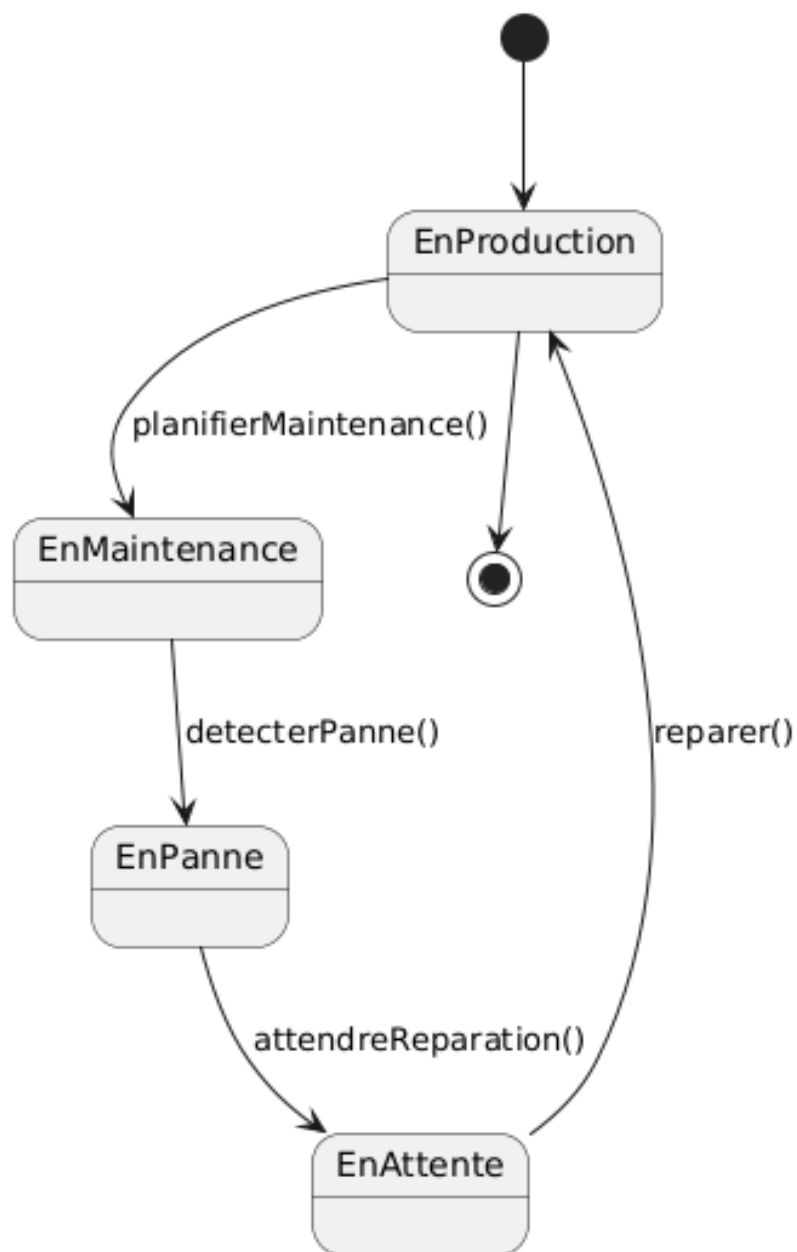 EnProduction
planifierMaintenance()
EnMaintenance
detecterPanne()
reparer()
EnPanne
attendreReparation()
EnAttente